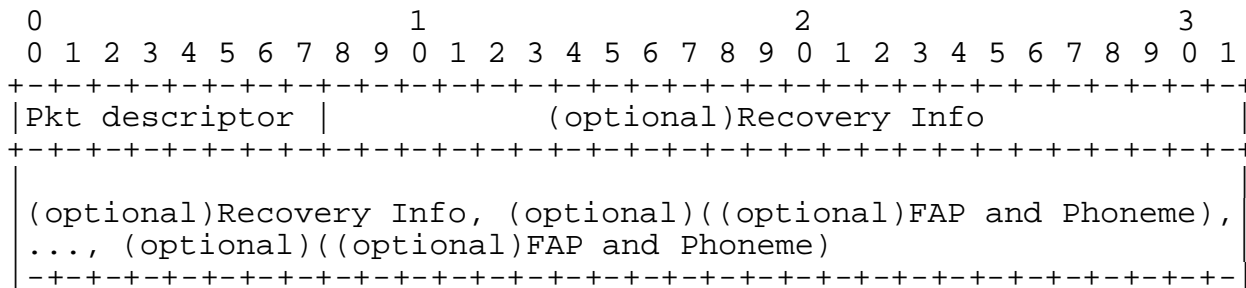 0                   1                   2                   3
0 1 2 3 4 5 6 7 8 9 0 1 2 3 4 5 6 7 8 9 0 1 2 3 4 5 6 7 8 9 0 1
+-+-+-+-+-+-+-+-+-+-+-+-+-+-+-+-+-+-+-+-+-+-+-+-+-+-+-+-+-+-+-+-+
|Pkt descriptor |           (optional)Recovery Info             |
+-+-+-+-+-+-+-+-+-+-+-+-+-+-+-+-+-+-+-+-+-+-+-+-+-+-+-+-+-+-+-+-+
|                                                               |
|(optional)Recovery Info, (optional)((optional)FAP and Phoneme),|
|..., (optional)((optional)FAP and Phoneme)                     |
|-+-+-+-+-+-+-+-+-+-+-+-+-+-+-+-+-+-+-+-+-+-+-+-+-+-+-+-+-+-+-+-|